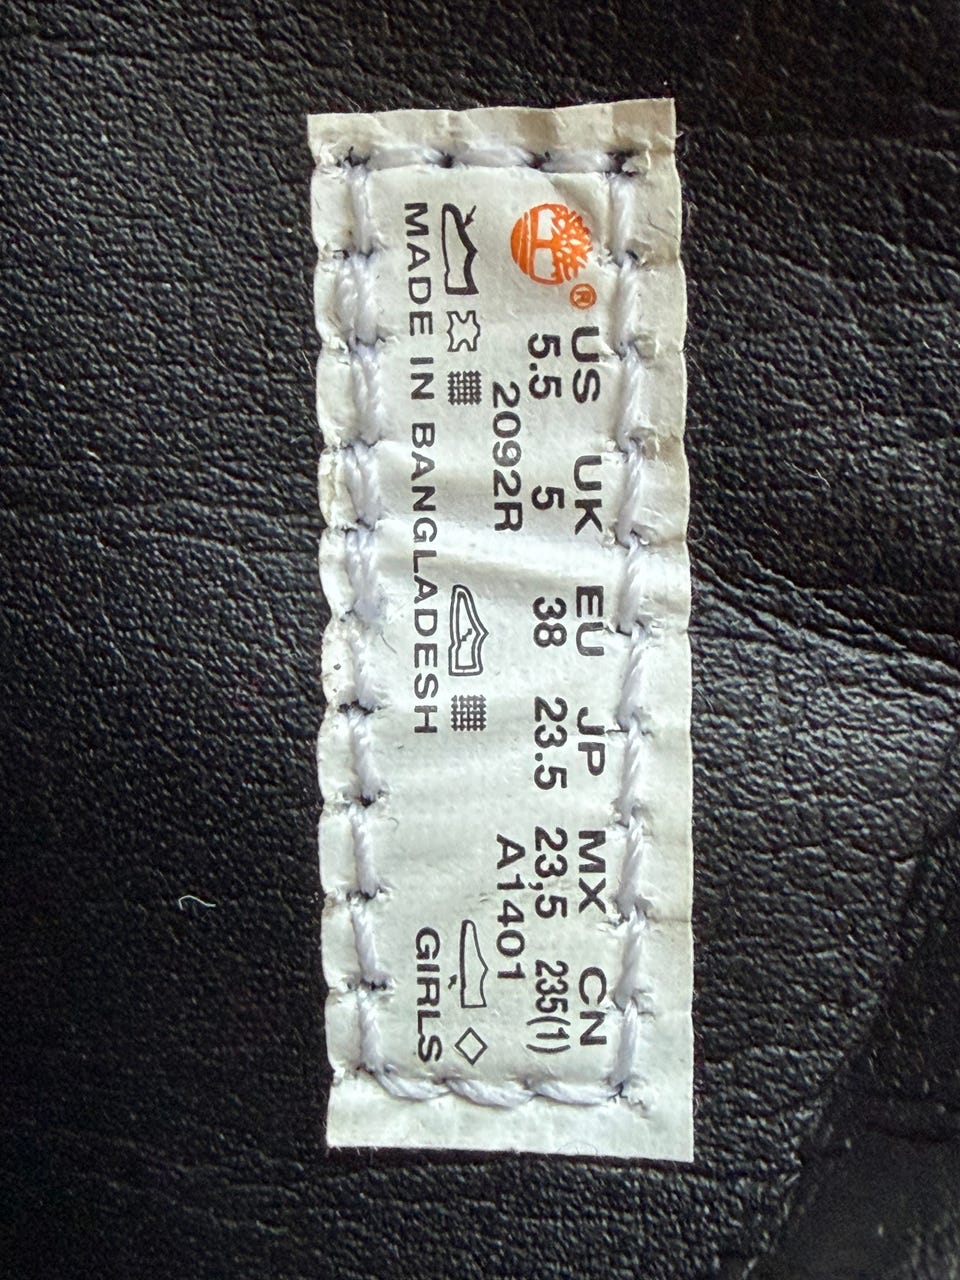 ®
US UK EU JP MX CN
5.5 5 38 23.5 23,5 235(1)
2092R A1401
MADE IN BANGLADESH GIRLS